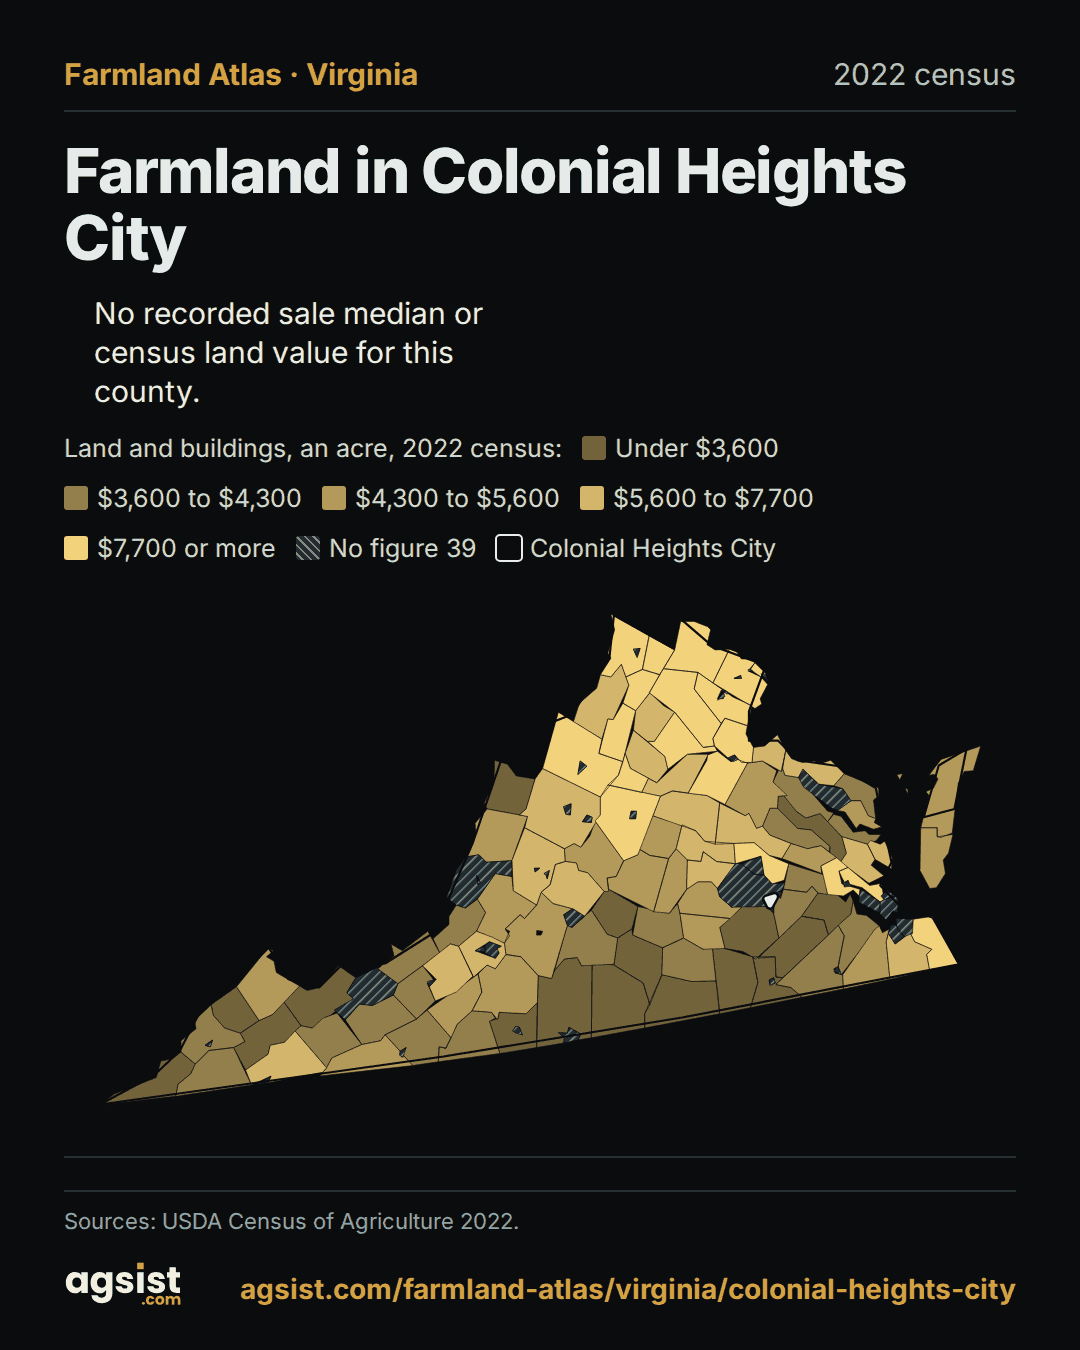 Farmland Atlas · Virginia
2022 census
Farmland in Colonial Heights
City
No recorded sale median or
census land value for this
county.
Land and buildings, an acre, 2022 census: Under $3,600
$3,600 to $4,300 $4,300 to $5,600 $5,600 to $7,700
$7,700 or more No figure 39 Colonial Heights City
Sources: USDA Census of Agriculture 2022.
agsist
.com
agsist.com/farmland-atlas/virginia/colonial-heights-city